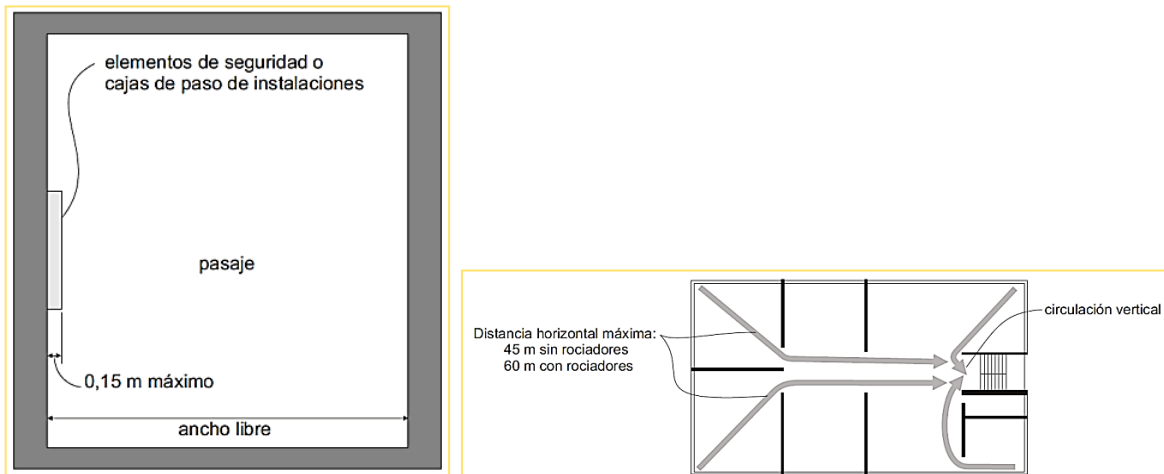 elementos de seguridad o
cajas de paso de instalaciones
pasaje
0,15 m máximo
ancho libre
Distancia horizontal máxima:
45 m sin rociadores
60 m con rociadores
circulación vertical